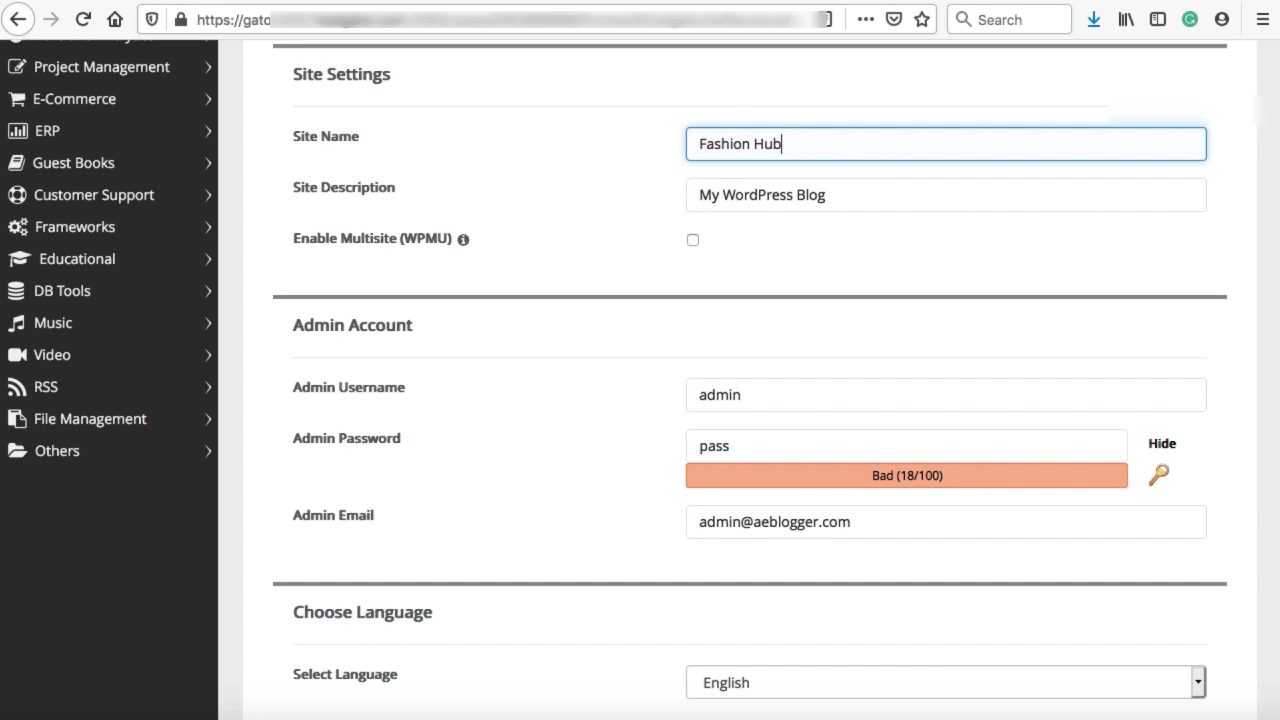 https://gato
Search
Project Management
E-Commerce
ERP
Guest Books
Customer Support
Frameworks
Educational
DB Tools
Music
Video
RSS
File Management
Others
Site Settings
Site Name
Fashion Hub
Site Description
My WordPress Blog
Enable Multisite (WPMU)
Admin Account
Admin Username
admin
Admin Password
pass
Hide
Bad (18/100)
Admin Email
admin@aeblogger.com
Choose Language
Select Language
English